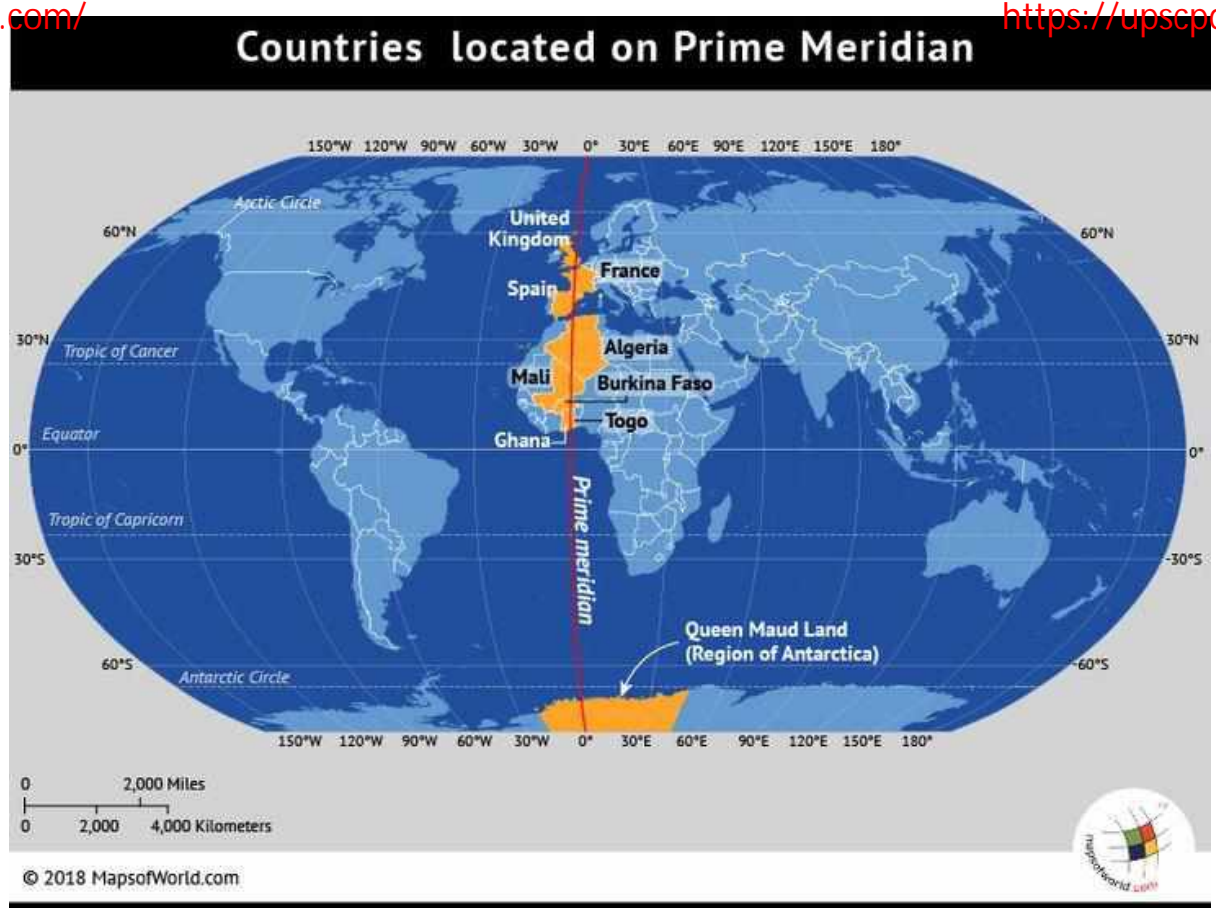 .com/
https://upscp
Countries located on Prime Meridian
150°W 120°W 90°W 60°W 30°W 0° 30°E 60°E 90°E 120°E 150°E 180°
Arctic Circle
United
Kingdom
60°N
60°N
France
Spain
30°N
30°N
Tropic of Cancer
Algeria
Mali
Burkina Faso
Togo
Equator
Ghana
0°
0°
Prime meridian
Tropic of Capricorn
30°S
-30°S
Queen Maud Land
(Region of Antarctica)
60°S
-60°S
Antarctic Circle
150°W 120°W 90°W 60°W 30°W 0° 30°E 60°E 90°E 120°E 150°E 180°
0 2,000 Miles
0 2,000 4,000 Kilometers
mapsofworld.com
© 2018 MapsofWorld.com